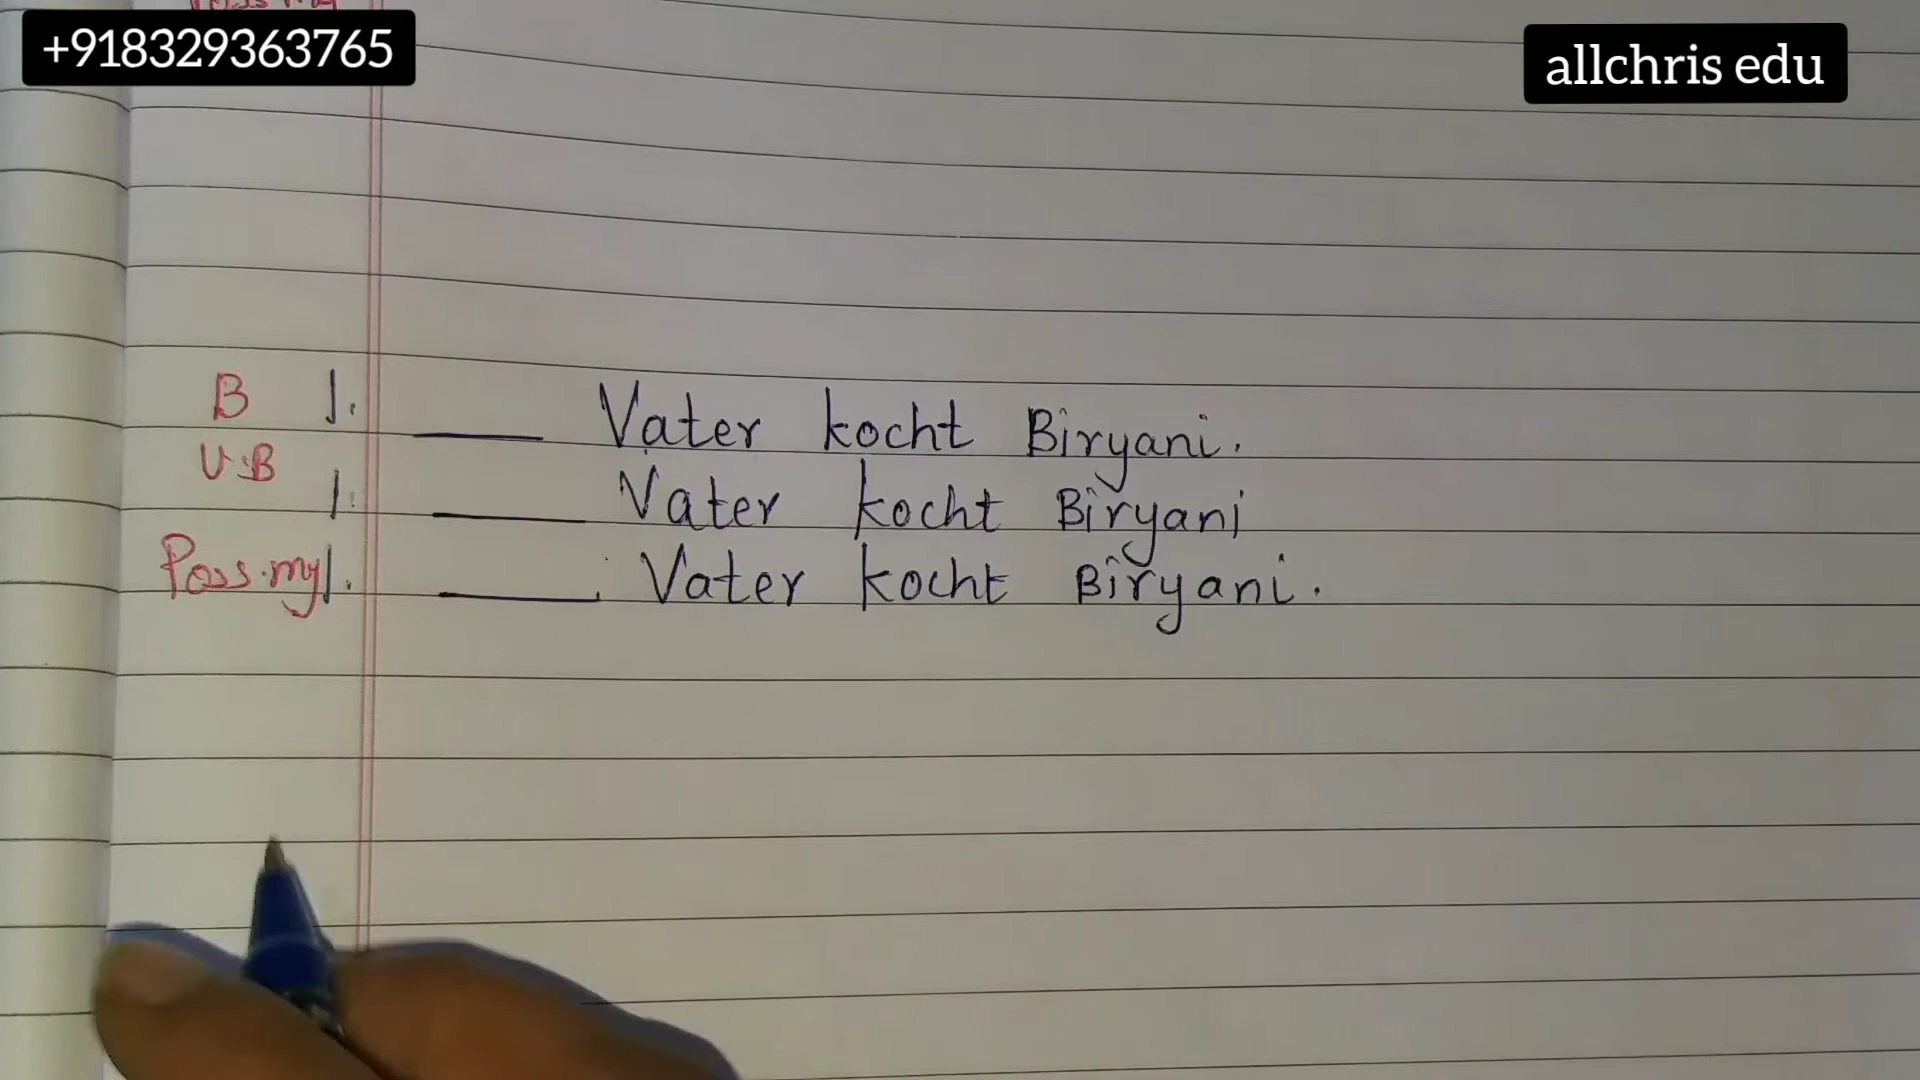 +918329363765
allchris edu
B 1. ____ Vater kocht Biryani.
U.B 1. ____ Vater kocht Biryani
Poss.my 1. ____ Vater kocht Biryani.